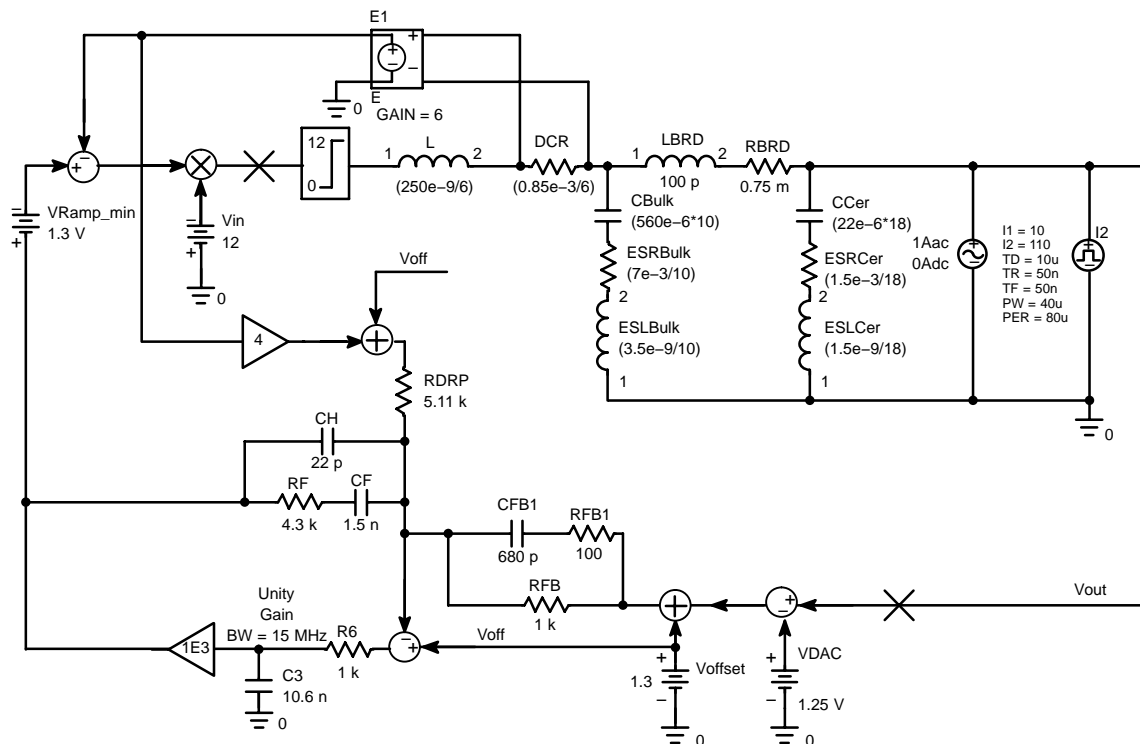 E1
+
+
−
−
E
0
GAIN = 6
−
+
12
0
L
1
2
(250e−9/6)
DCR
(0.85e−3/6)
LBRD
1
2
100 p
RBRD
0.75 m
−
+
VRamp_min
1.3 V
−
+
Vin
12
0
CBulk
(560e−6*10)
ESRBulk
(7e−3/10)
2
ESLBulk
(3.5e−9/10)
1
CCer
(22e−6*18)
ESRCer
(1.5e−3/18)
2
ESLCer
(1.5e−9/18)
1
1Aac
0Adc
+
−
I1 = 10
I2 = 110
TD = 10u
TR = 50n
TF = 50n
PW = 40u
PER = 80u
I2
+
−
0
Voff
4
RDRP
5.11 k
CH
22 p
RF
4.3 k
CF
1.5 n
CFB1
680 p
RFB1
100
RFB
1 k
Vout
Unity
Gain
BW = 15 MHz
1E3
R6
1 k
−
+
Voff
+
−
C3
10.6 n
0
+
1.3
−
Voffset
0
VDAC
+
−
1.25 V
0